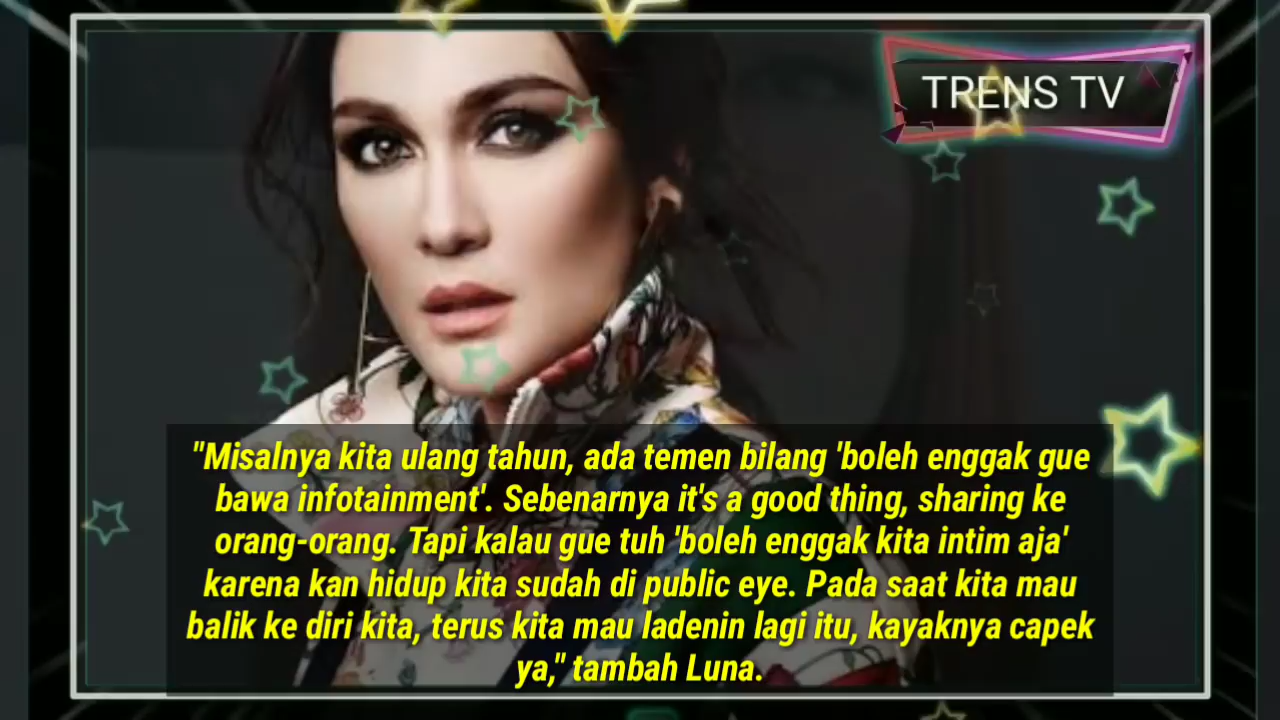 TRENS TV
"Misalnya kita ulang tahun, ada temen bilang 'boleh enggak gue
bawa infotainment'. Sebenarnya it's a good thing, sharing ke
orang-orang. Tapi kalau gue tuh 'boleh enggak kita intim aja'
karena kan hidup kita sudah di public eye. Pada saat kita mau
balik ke diri kita, terus kita mau ladenin lagi itu, kayaknya capek
ya," tambah Luna.